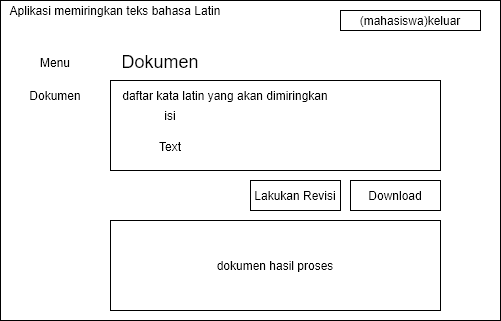 Aplikasi memiringkan teks bahasa Latin
(mahasiswa)keluar
Menu
Dokumen
Dokumen
daftar kata latin yang akan dimiringkan
isi
Text
Lakukan Revisi
Download
dokumen hasil proses